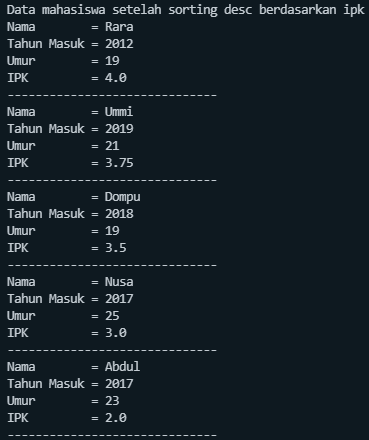 Data mahasiswa setelah sorting desc berdasarkan ipk
Nama        = Rara
Tahun Masuk = 2012
Umur        = 19
IPK         = 4.0
------------------------------
Nama        = Ummi
Tahun Masuk = 2019
Umur        = 21
IPK         = 3.75
------------------------------
Nama        = Dompu
Tahun Masuk = 2018
Umur        = 19
IPK         = 3.5
------------------------------
Nama        = Nusa
Tahun Masuk = 2017
Umur        = 25
IPK         = 3.0
------------------------------
Nama        = Abdul
Tahun Masuk = 2017
Umur        = 23
IPK         = 2.0
------------------------------